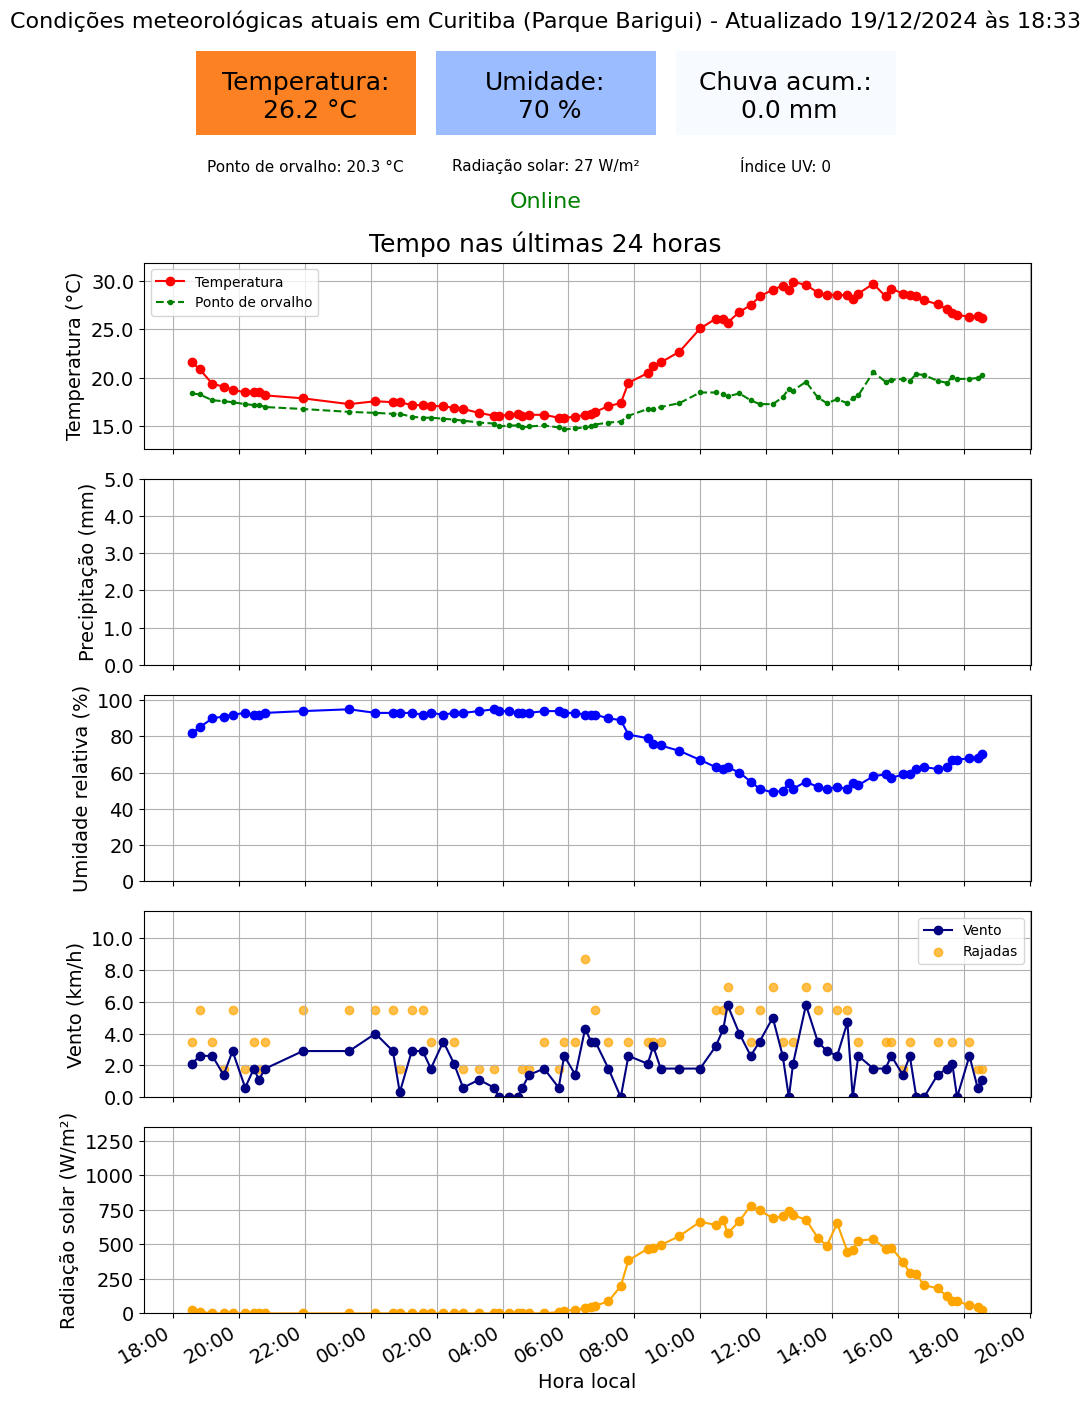 Condições meteorológicas atuais em Curitiba (Parque Barigui) - Atualizado 19/12/2024 às 18:33
Temperatura:
26.2 °C
Umidade:
70 %
Chuva acum.:
0.0 mm
Ponto de orvalho: 20.3 °C
Radiação solar: 27 W/m²
Índice UV: 0
Online
Tempo nas últimas 24 horas
Temperatura (°C)
30.0
25.0
20.0
15.0
Temperatura
Ponto de orvalho
Precipitação (mm)
5.0
4.0
3.0
2.0
1.0
0.0
Umidade relativa (%)
100
80
60
40
20
0
Vento (km/h)
10.0
8.0
6.0
4.0
2.0
0.0
Vento
Rajadas
Radiação solar (W/m²)
1250
1000
750
500
250
0
18:00
20:00
22:00
00:00
02:00
04:00
06:00
08:00
10:00
12:00
14:00
16:00
18:00
20:00
Hora local